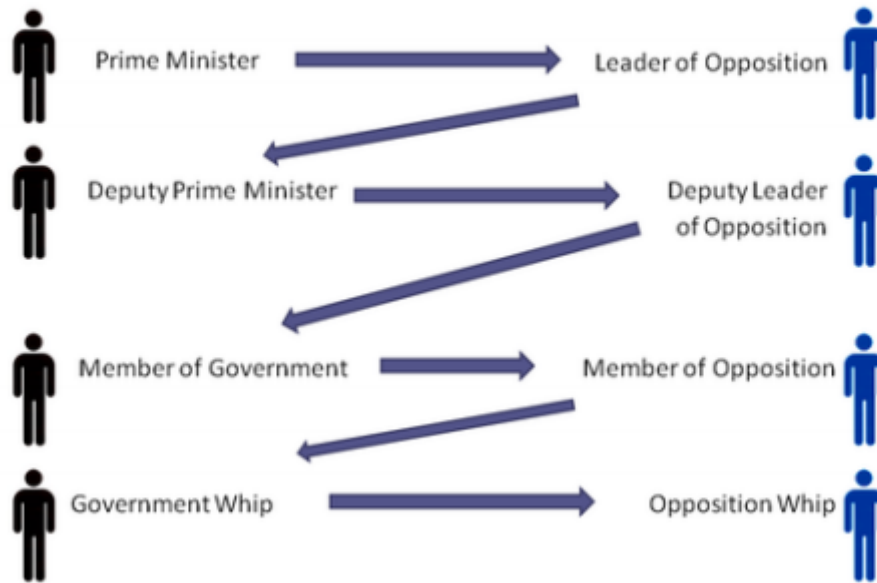 Prime Minister
Leader of Opposition
Deputy Prime Minister
Deputy Leader
of Opposition
Member of Government
Member of Opposition
Government Whip
Opposition Whip